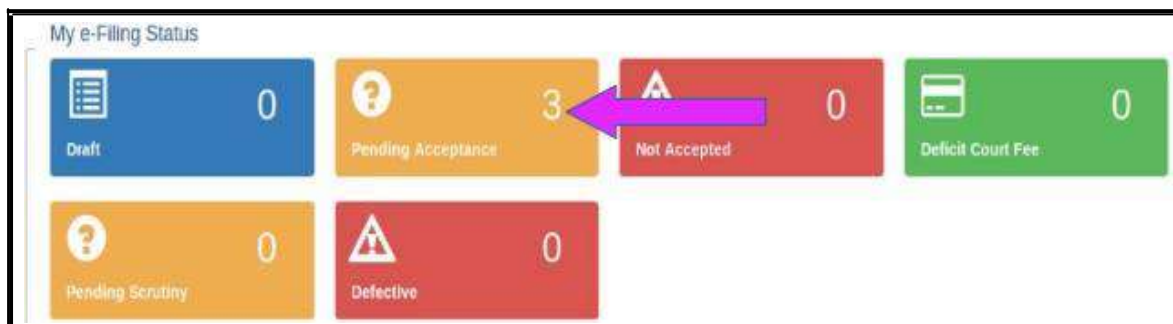 My e-Filing Status
0
Draft
3
Pending Acceptance
0
Not Accepted
0
Deficit Court Fee
0
Pending Scrutiny
0
Defective